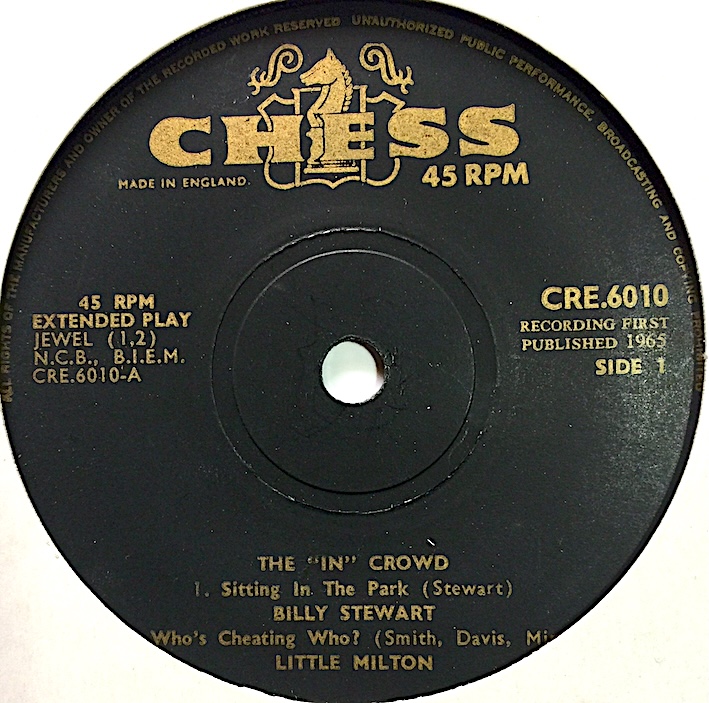 ALL RIGHTS OF THE MANUFACTURERS AND OWNER OF THE RECORDED WORK RESERVED UNAUTHORIZED PUBLIC PERFORMANCE, BROADCASTING AND COPYING PROHIBITED
CHESS
MADE IN ENGLAND.
45 RPM
45 RPM
EXTENDED PLAY
JEWEL (1,2)
N.C.B., B.I.E.M.
CRE.6010-A
CRE.6010
RECORDING FIRST
PUBLISHED 1965
SIDE 1
THE "IN" CROWD
1. Sitting In The Park (Stewart)
BILLY STEWART
Who's Cheating Who? (Smith, Davis,
LITTLE MILTON